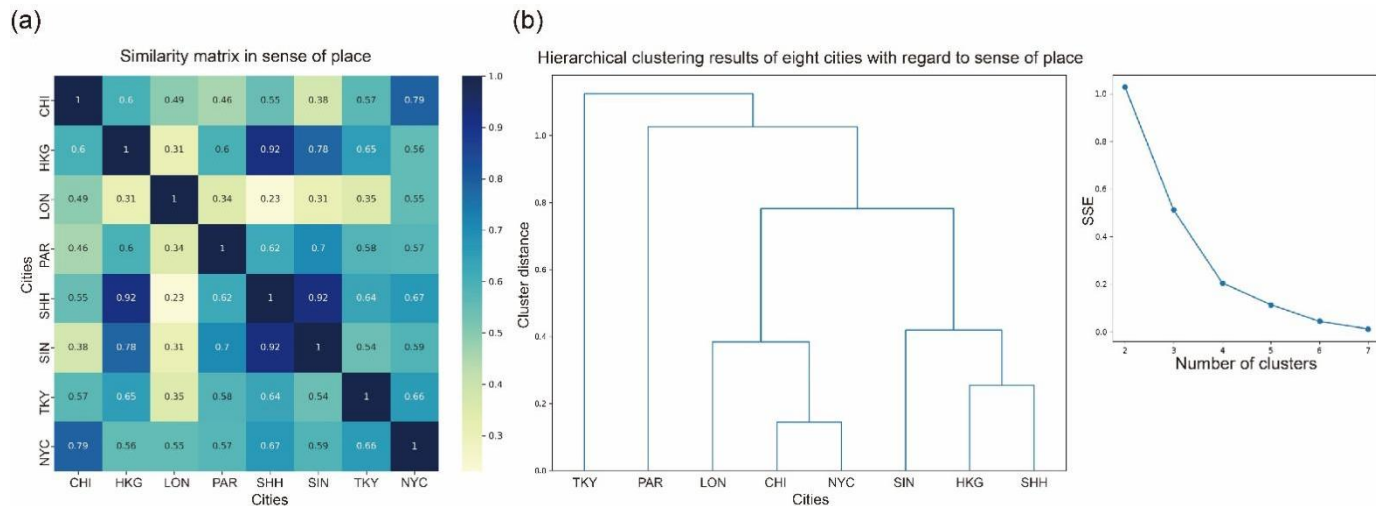 (a)
Similarity matrix in sense of place
Cities
CHI 1 0.6 0.49 0.46 0.55 0.38 0.57 0.79
HKG 0.6 1 0.31 0.6 0.92 0.78 0.65 0.56
LON 0.49 0.31 1 0.34 0.23 0.31 0.35 0.55
PAR 0.46 0.6 0.34 1 0.62 0.7 0.58 0.57
SHH 0.55 0.92 0.23 0.62 1 0.92 0.64 0.67
SIN 0.38 0.78 0.31 0.7 0.92 1 0.54 0.59
TKY 0.57 0.65 0.35 0.58 0.64 0.54 1 0.66
NYC 0.79 0.56 0.55 0.57 0.67 0.59 0.66 1
CHI HKG LON PAR SHH SIN TKY NYC
Cities
1.0
0.9
0.8
0.7
0.6
0.5
0.4
0.3
(b)
Hierarchical clustering results of eight cities with regard to sense of place
Cluster distance
1.0
0.8
0.6
0.4
0.2
0.0
TKY PAR LON CHI NYC SIN HKG SHH
Cities
SSE
1.0
0.8
0.6
0.4
0.2
0.0
2 3 4 5 6 7
Number of clusters